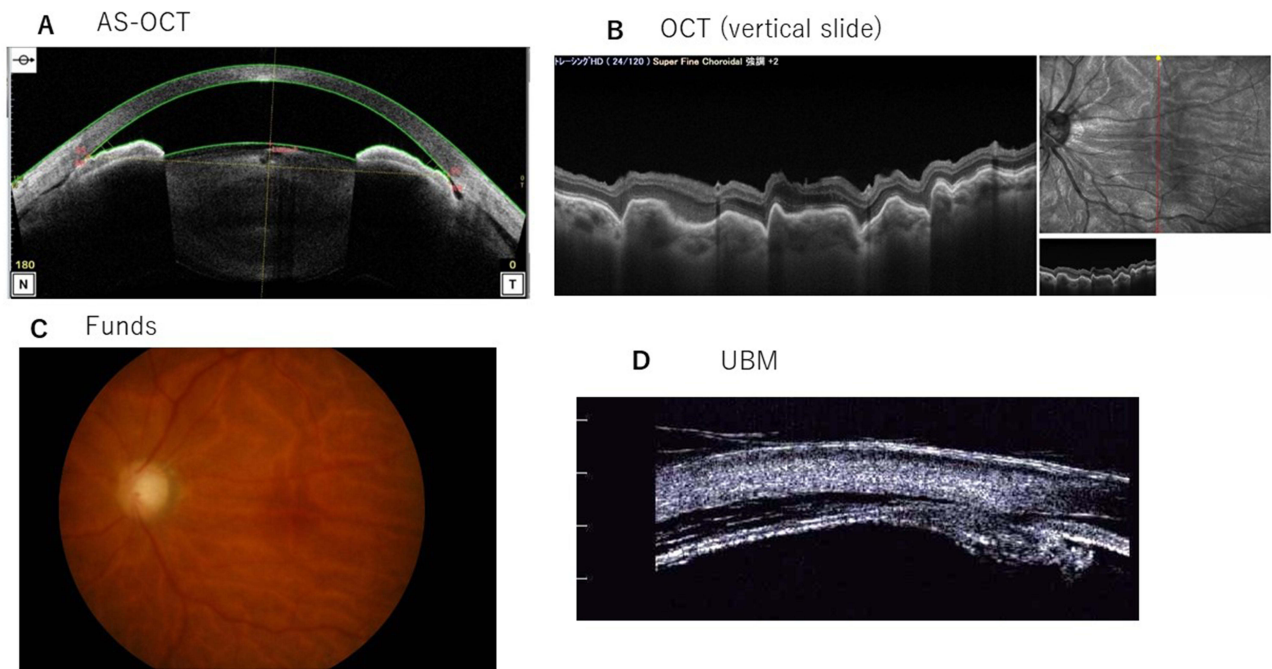 A AS-OCT
180
N
0
T
B OCT (vertical slide)
トレーシングHD ( 24/120 ) Super Fine Choroidal 強調 +2
C Funds
D UBM